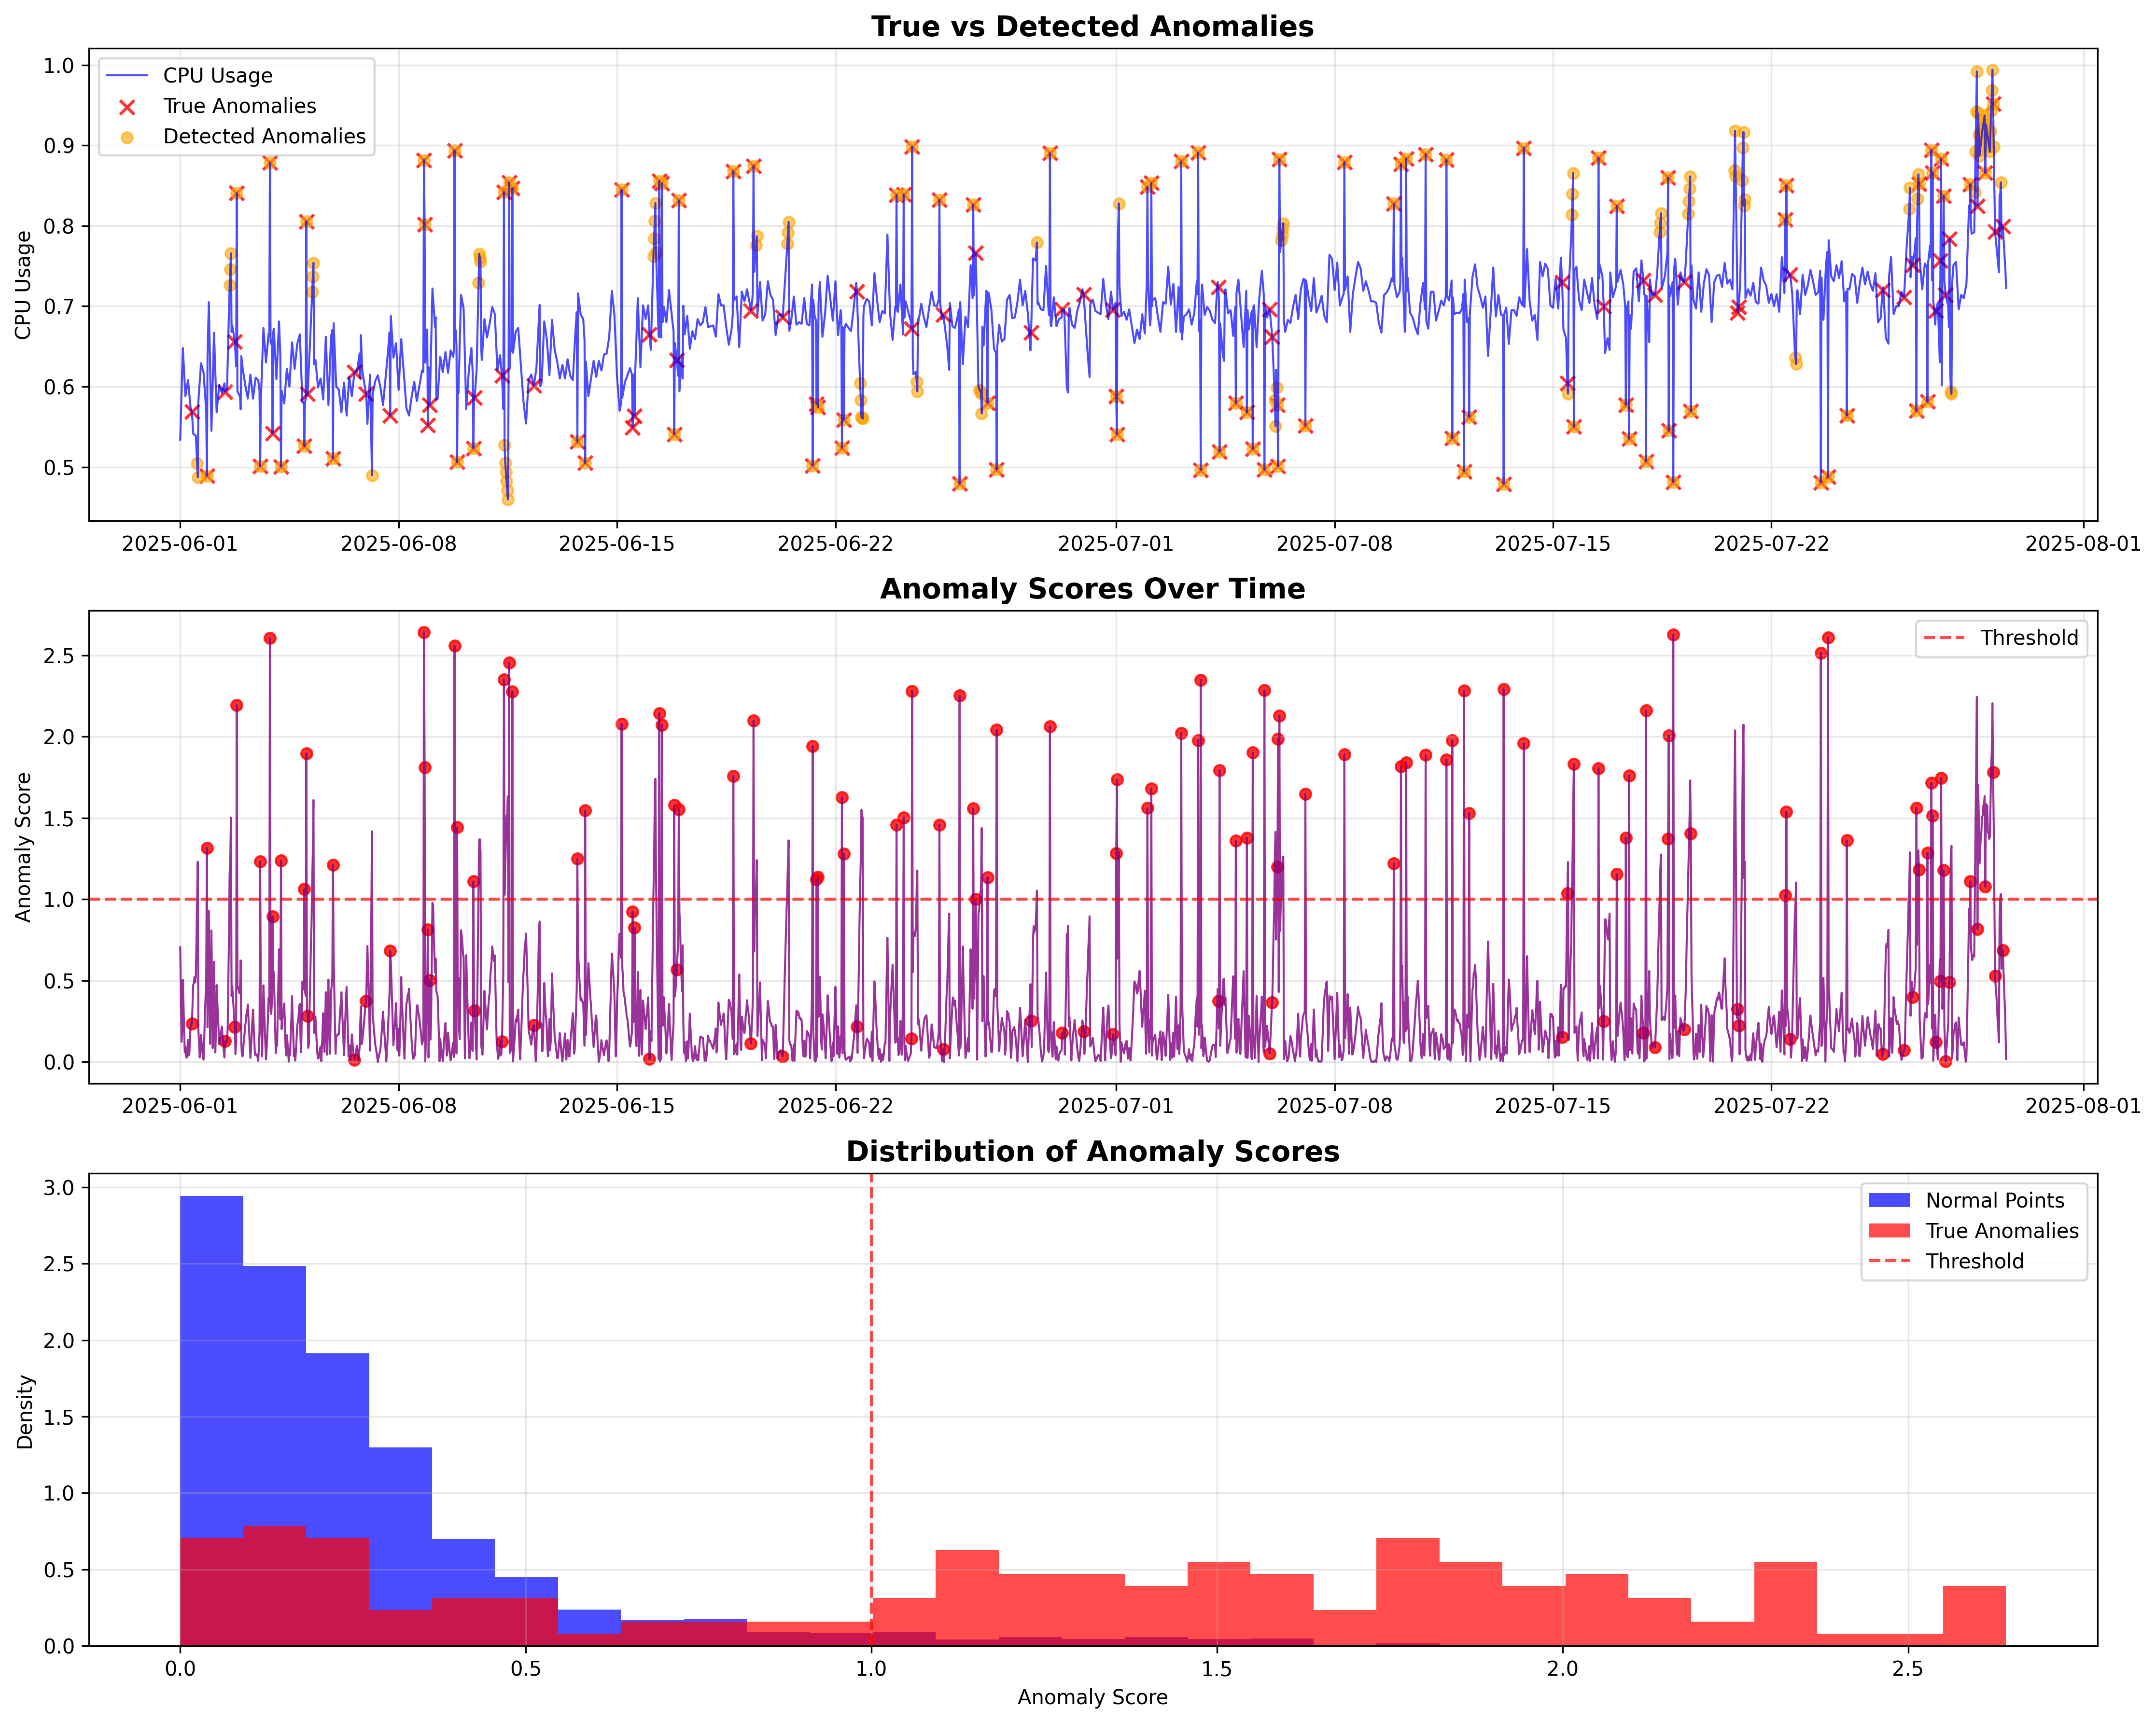 True vs Detected Anomalies
CPU Usage
True Anomalies
Detected Anomalies
CPU Usage
1.0
0.9
0.8
0.7
0.6
0.5
2025-06-01 2025-06-08 2025-06-15 2025-06-22 2025-07-01 2025-07-08 2025-07-15 2025-07-22 2025-08-01
Anomaly Scores Over Time
Threshold
Anomaly Score
2.5
2.0
1.5
1.0
0.5
0.0
2025-06-01 2025-06-08 2025-06-15 2025-06-22 2025-07-01 2025-07-08 2025-07-15 2025-07-22 2025-08-01
Distribution of Anomaly Scores
Normal Points
True Anomalies
Threshold
Density
3.0
2.5
2.0
1.5
1.0
0.5
0.0
0.0 0.5 1.0 1.5 2.0 2.5
Anomaly Score